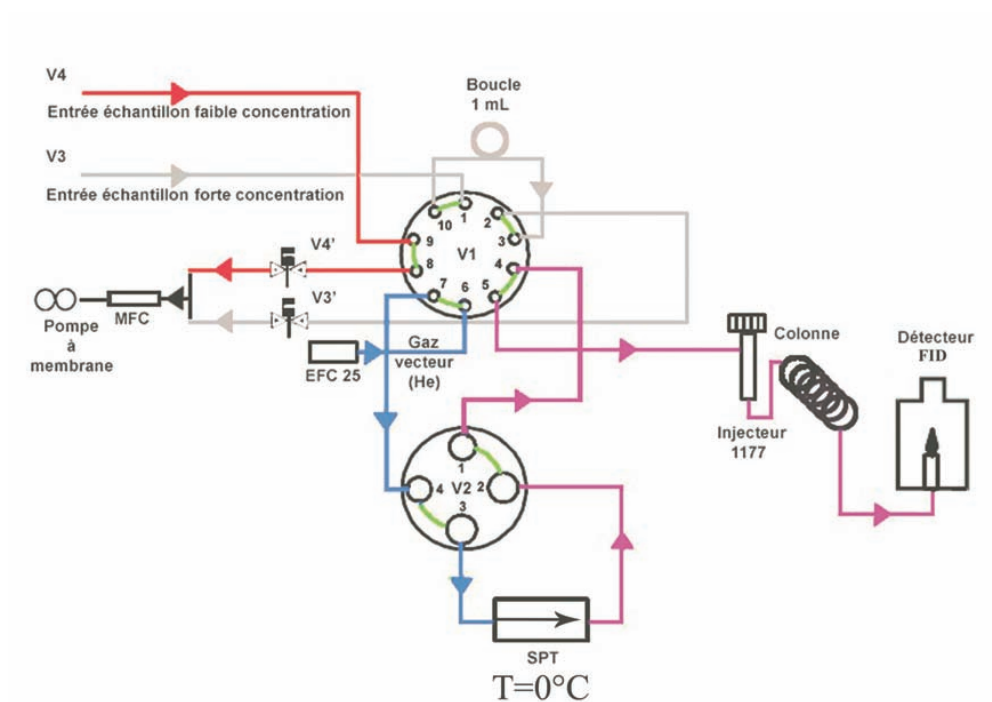 V4
Entrée échantillon faible concentration
V3
Entrée échantillon forte concentration
Boucle
1 mL
10
1
2
3
9
V1
4
8
7
6
5
V4'
V3'
MFC
Pompe
à
membrane
EFC 25
Gaz
vecteur
(He)
Injecteur
1177
Colonne
Détecteur
FID
1
4
V2
2
3
SPT
T=0°C